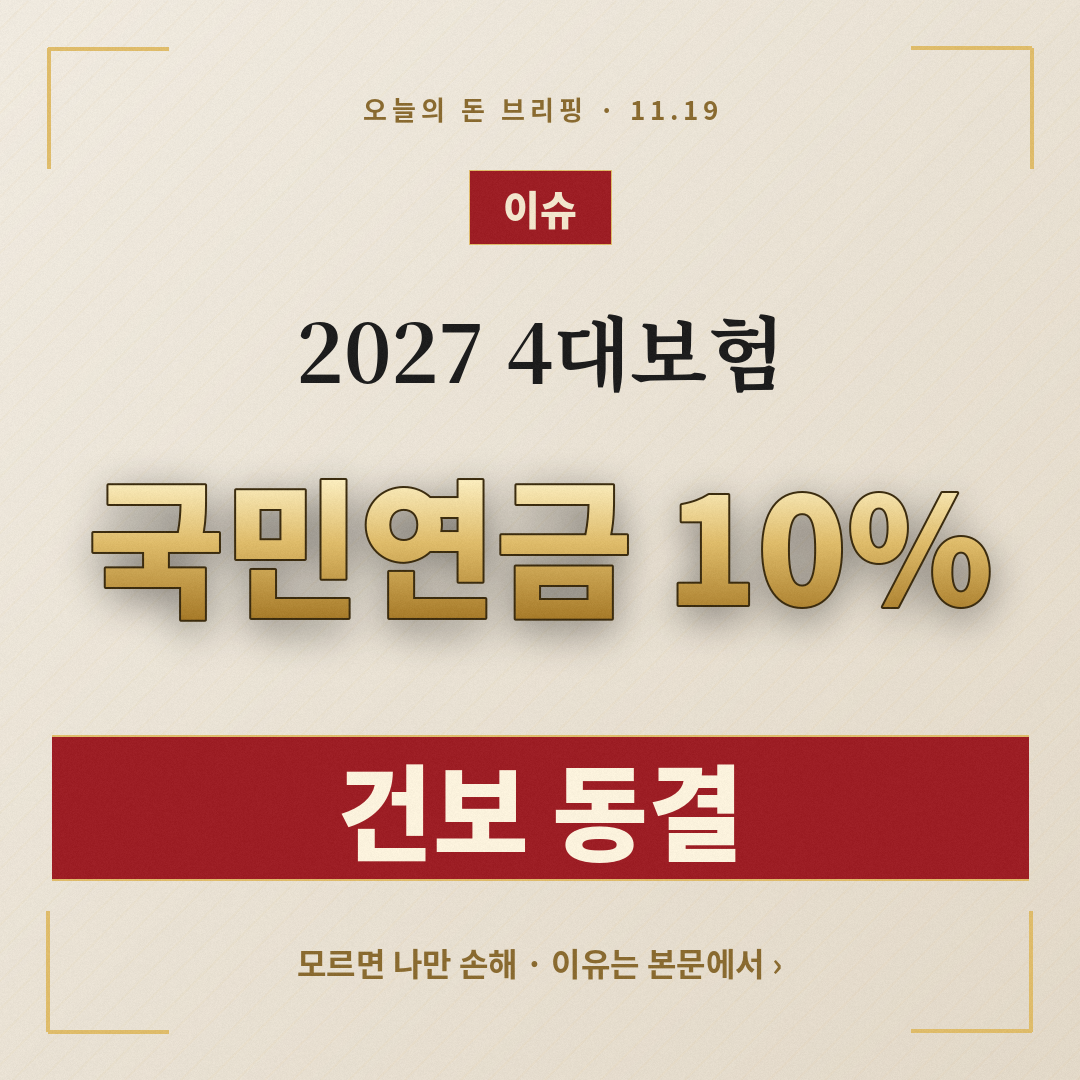 오늘의 돈 브리핑 · 11.19
이슈
2027 4대보험
국민연금 10%
건보 동결
모르면 나만 손해 · 이유는 본문에서 ›